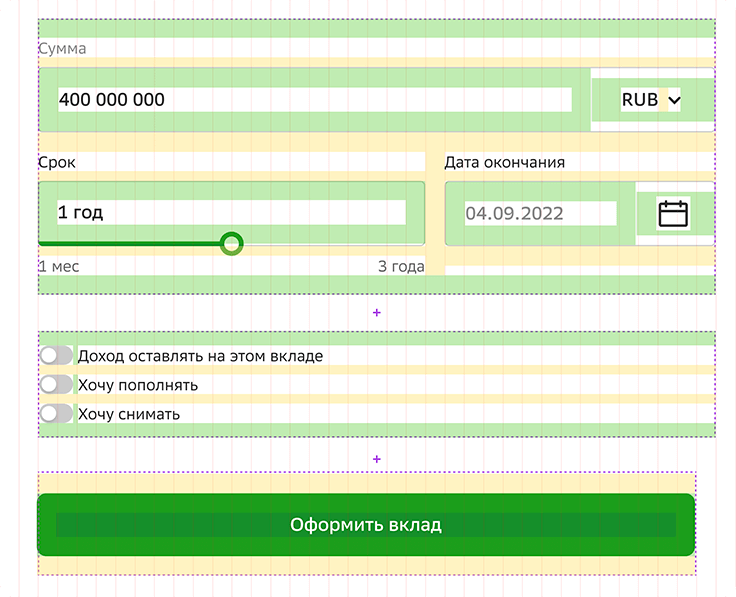 Сумма
400 000 000 RUB
Срок Дата окончания
1 год 04.09.2022
1 мес 3 года
+
Доход оставлять на этом вкладе
Хочу пополнять
Хочу снимать
+
Оформить вклад